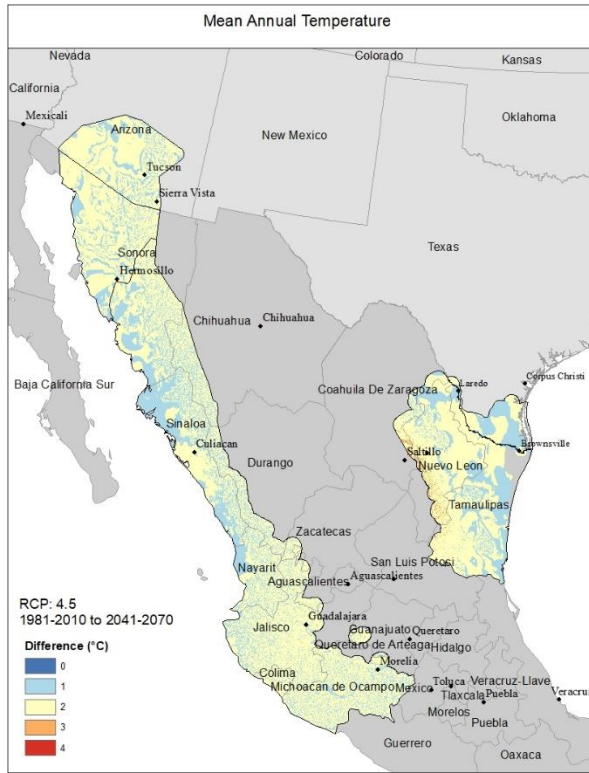 Mean Annual Temperature
Nevada
Colorado
Kansas
California
Mexicali
Arizona
Oklahoma
New Mexico
Tucson
Sierra Vista
Texas
Sonora
Hermosillo
Chihuahua
Chihuahua
Baja California Sur
Coahuila De Zaragoza
Laredo
Corpus Christi
Sinaloa
Culiacan
Durango
Saltillo
Nuevo Leon
Brownsville
Tamaulipas
Zacatecas
San Luis Potosi
Nayarit
Aguascalientes
Aguascalientes
Jalisco
Guadalajara
Guanajuato
Queretaro
Queretaro de Arteaga
Hidalgo
Colima
Morelia
Michoacan de Ocampo
Mexico
Toluca
Veracruz-Llave
Tlaxcala
Puebla
Veracruz
Morelos
Puebla
Guerrero
Oaxaca
RCP: 4.5
1981-2010 to 2041-2070
Difference (°C)
0
1
2
3
4